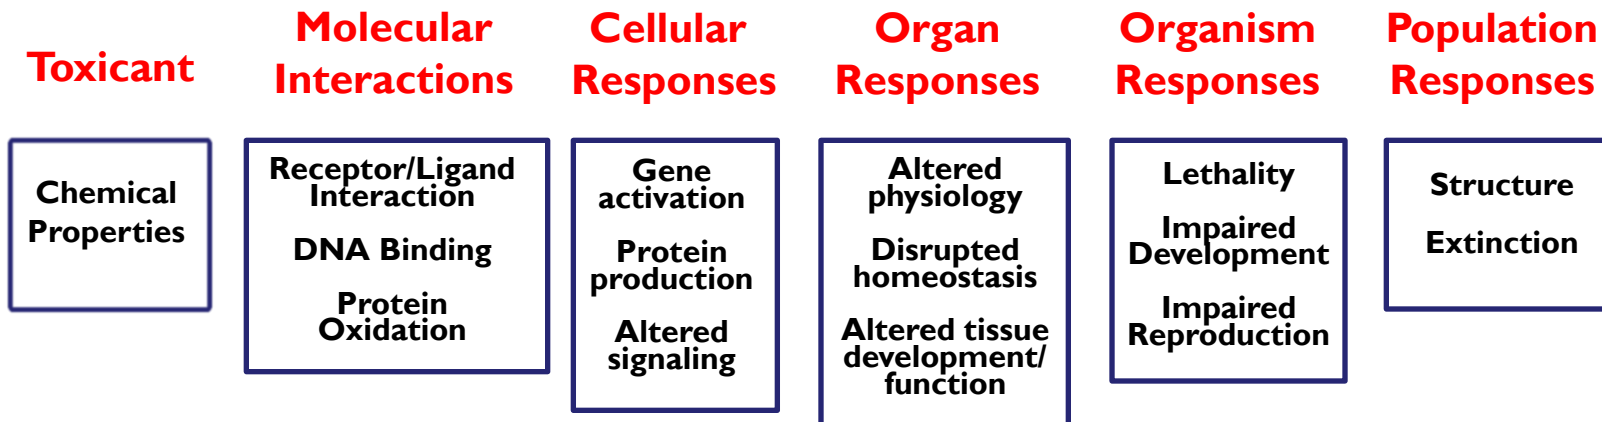 Toxicant
Chemical
Properties
Molecular
Interactions
Receptor/Ligand
Interaction
DNA Binding
Protein
Oxidation
Cellular
Responses
Gene
activation
Protein
production
Altered
signaling
Organ
Responses
Altered
physiology
Disrupted
homeostasis
Altered tissue
development/
function
Organism
Responses
Lethality
Impaired
Development
Impaired
Reproduction
Population
Responses
Structure
Extinction